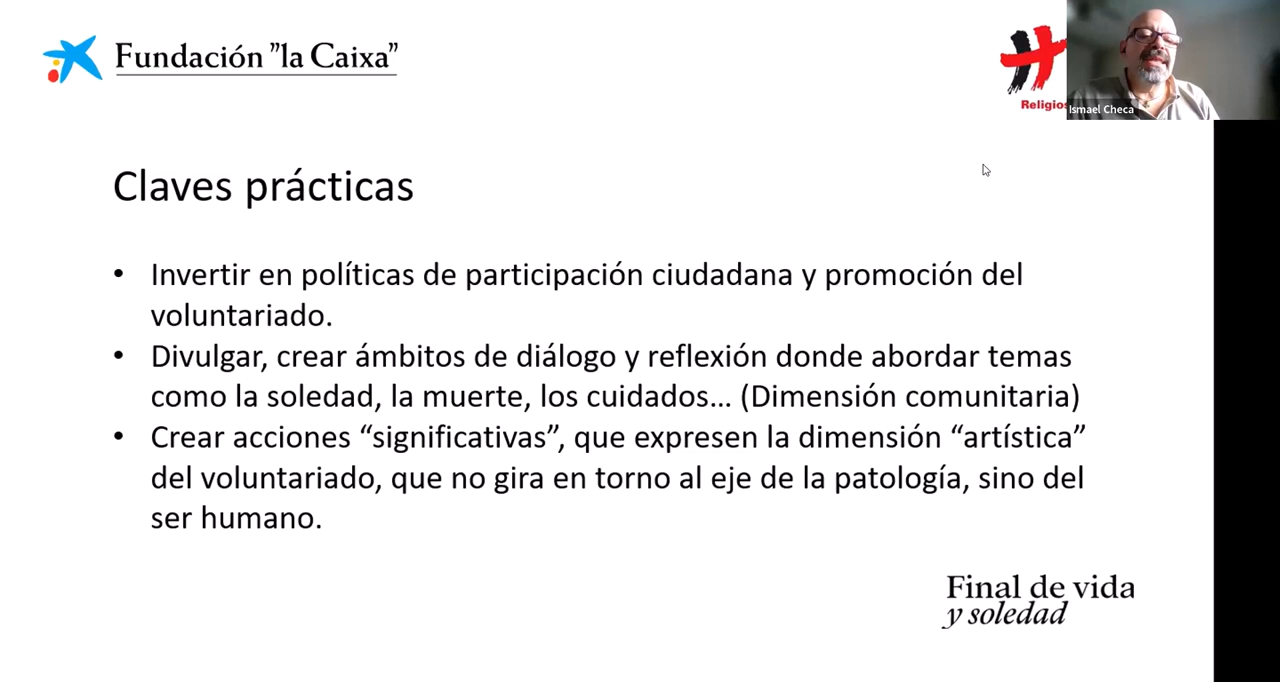 Fundación ”la Caixa”
Ismael Checa
Claves prácticas
• Invertir en políticas de participación ciudadana y promoción del
voluntariado.
• Divulgar, crear ámbitos de diálogo y reflexión donde abordar temas
como la soledad, la muerte, los cuidados... (Dimensión comunitaria)
• Crear acciones “significativas”, que expresen la dimensión “artística”
del voluntariado, que no gira en torno al eje de la patología, sino del
ser humano.
Final de vida
y soledad